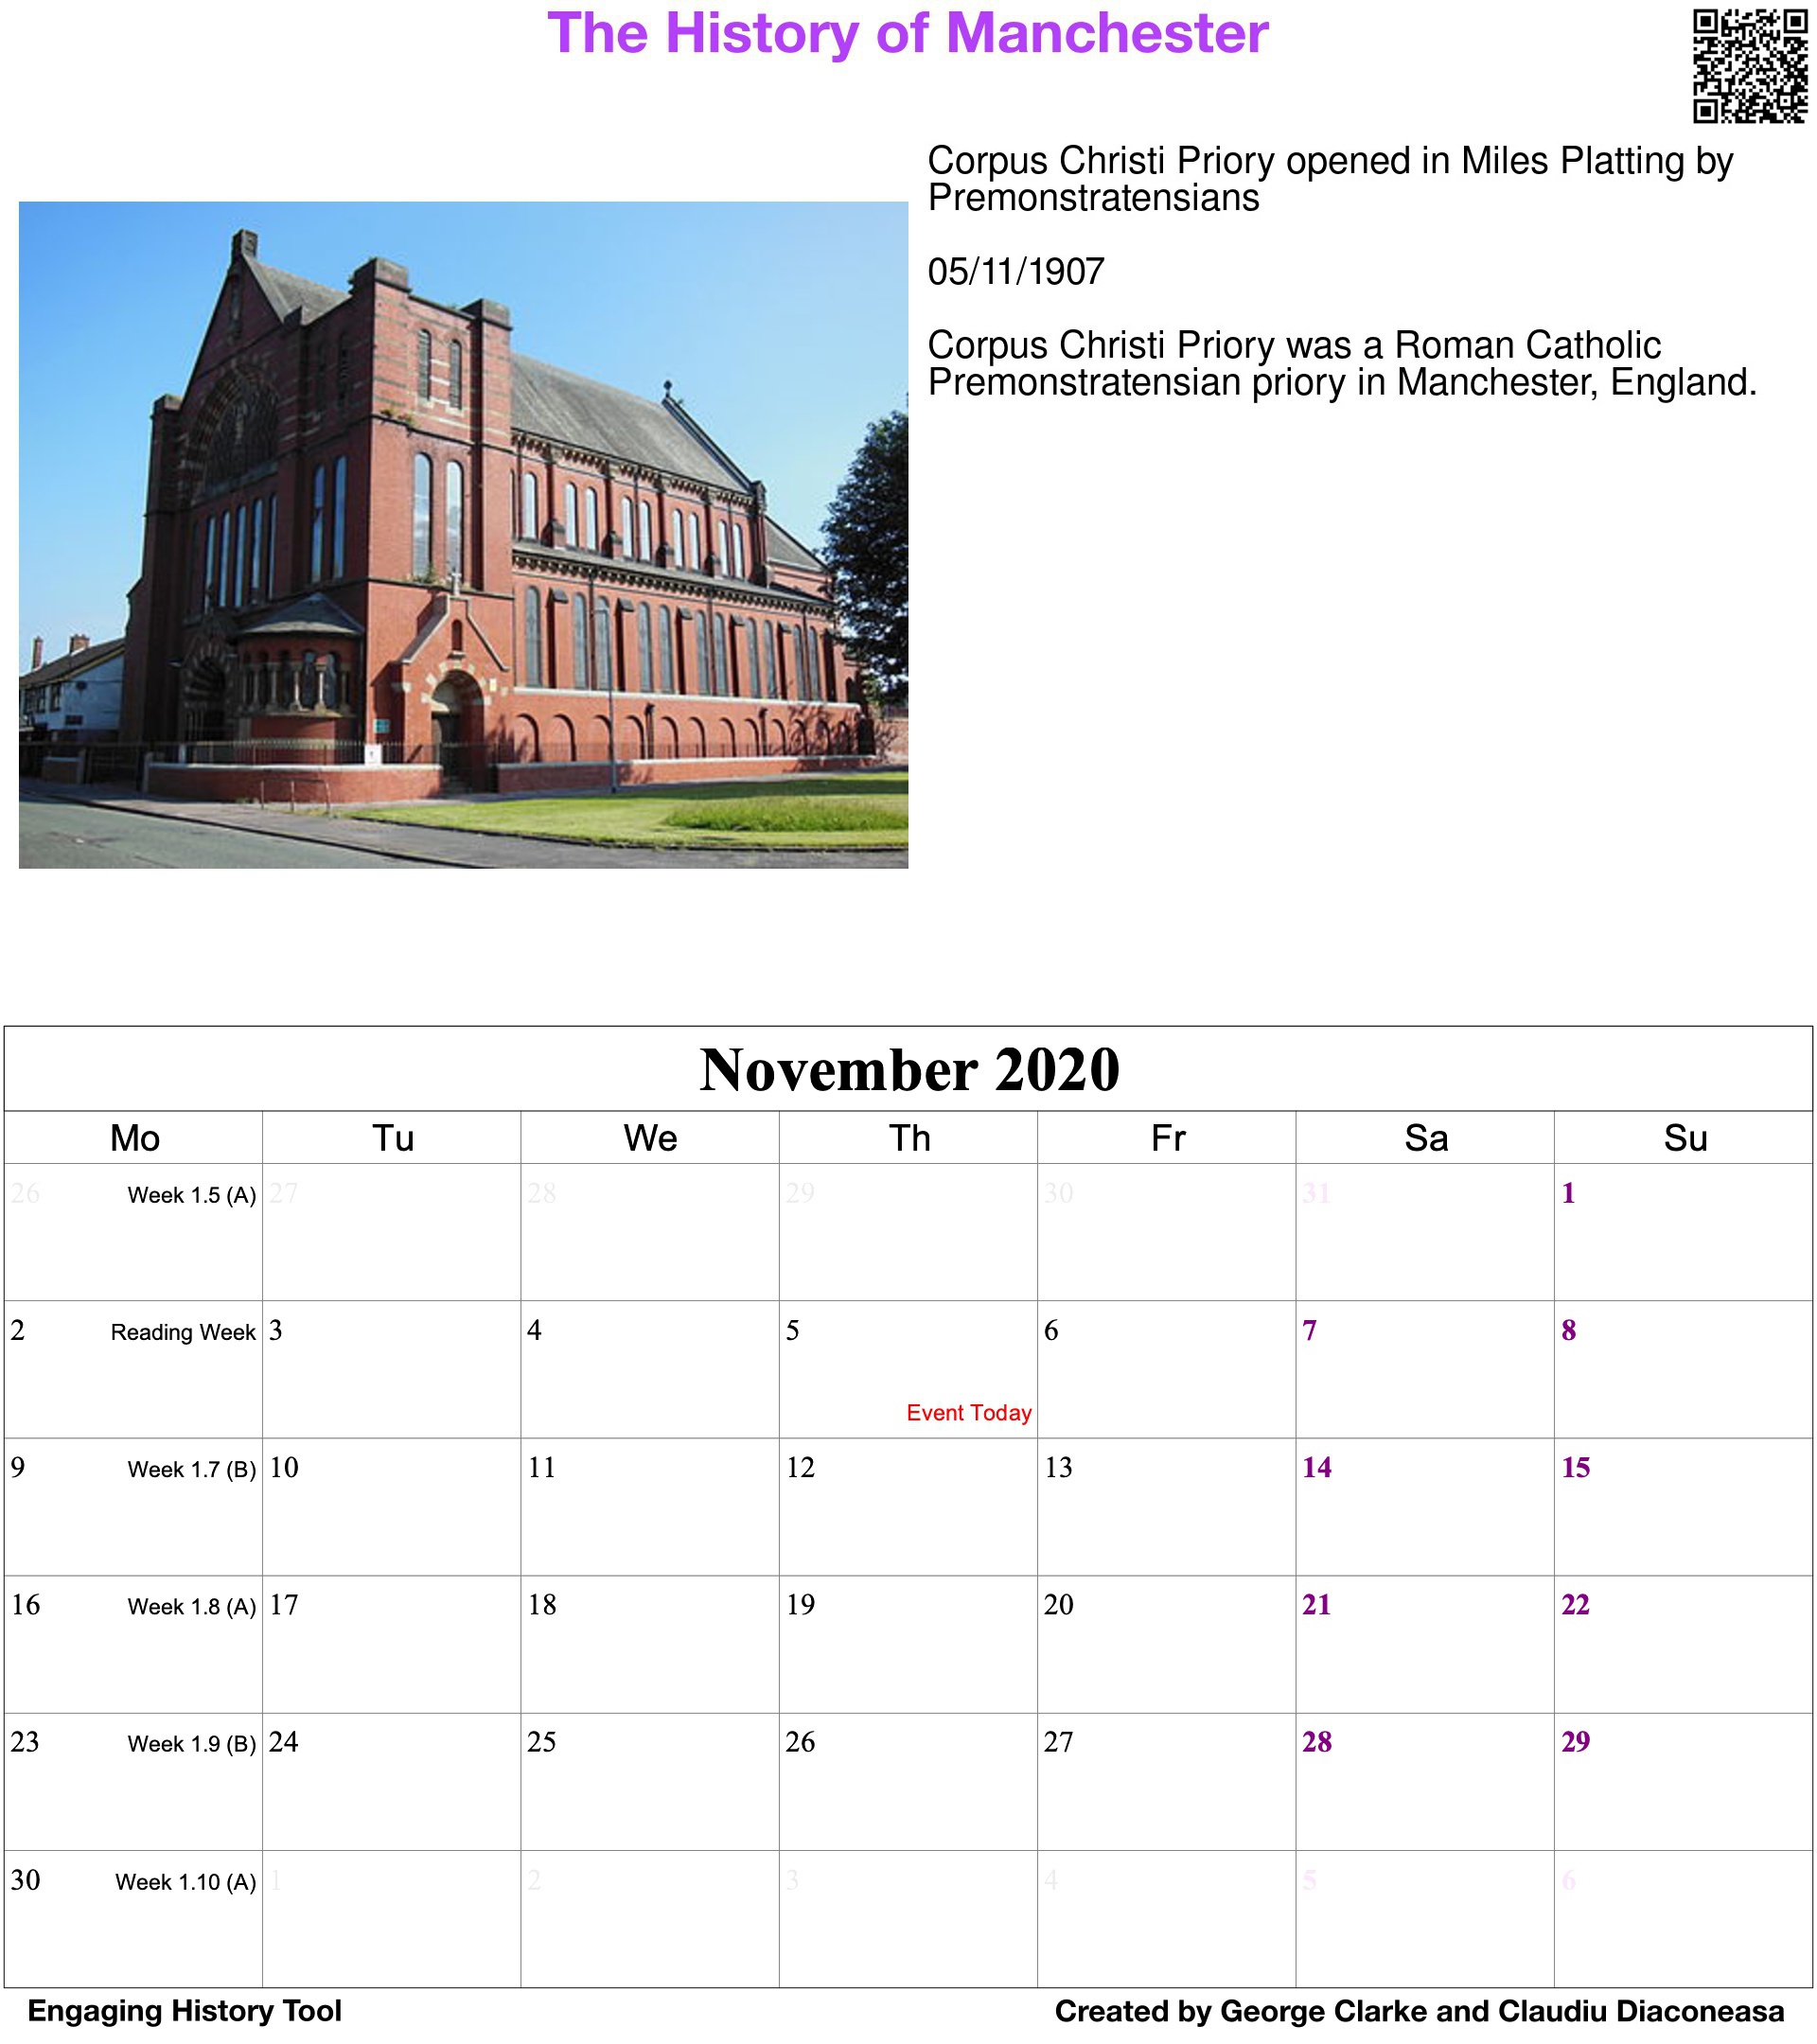 The History of Manchester
Corpus Christi Priory opened in Miles Platting by
Premonstratensians
05/11/1907
Corpus Christi Priory was a Roman Catholic
Premonstratensian priory in Manchester, England.
November 2020
Mo Tu We Th Fr Sa Su
26 Week 1.5 (A) 27 28 29 30 31 1
2 Reading Week 3 4 5 6 7 8
Event Today
9 Week 1.7 (B) 10 11 12 13 14 15
16 Week 1.8 (A) 17 18 19 20 21 22
23 Week 1.9 (B) 24 25 26 27 28 29
30 Week 1.10 (A) 1 2 3 4 5 6
Engaging History Tool Created by George Clarke and Claudiu Diaconeasa